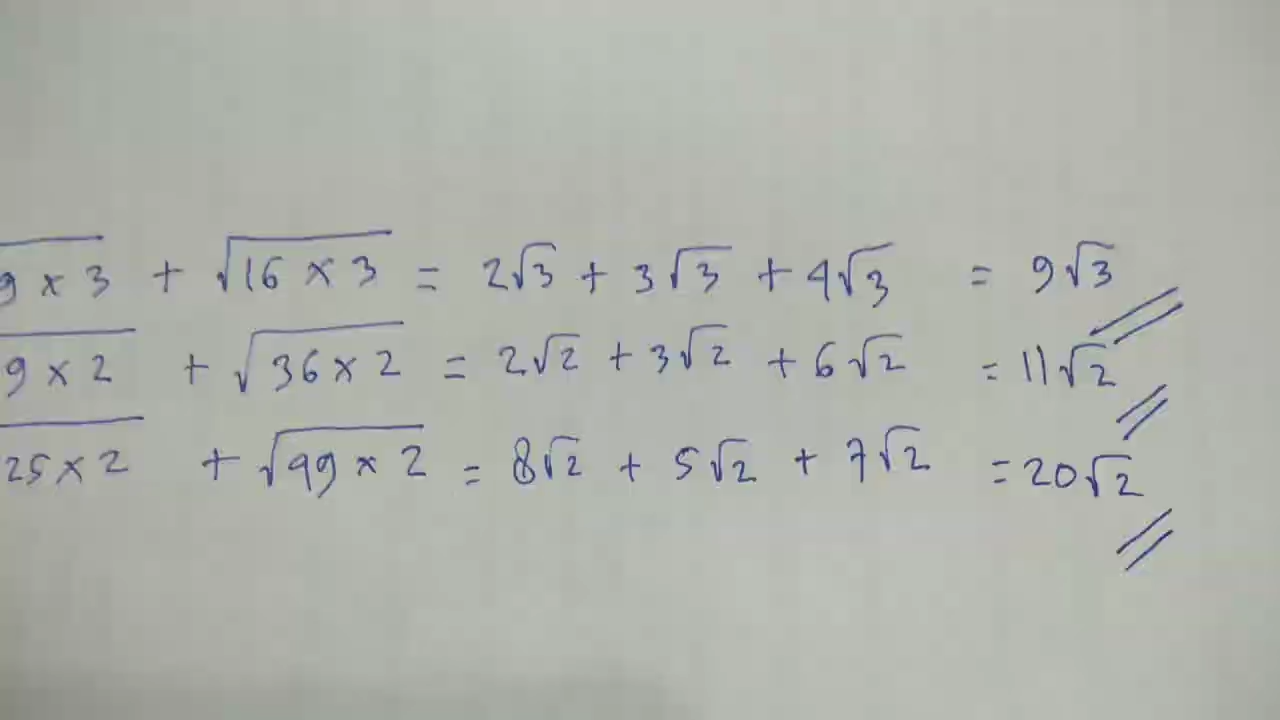 9 x 3 + √16 x 3 = 2√3 + 3√3 + 4√3 = 9√3
9 x 2 + √36 x 2 = 2√2 + 3√2 + 6√2 = 11√2
25 x 2 + √49 x 2 = 8√2 + 5√2 + 7√2 = 20√2